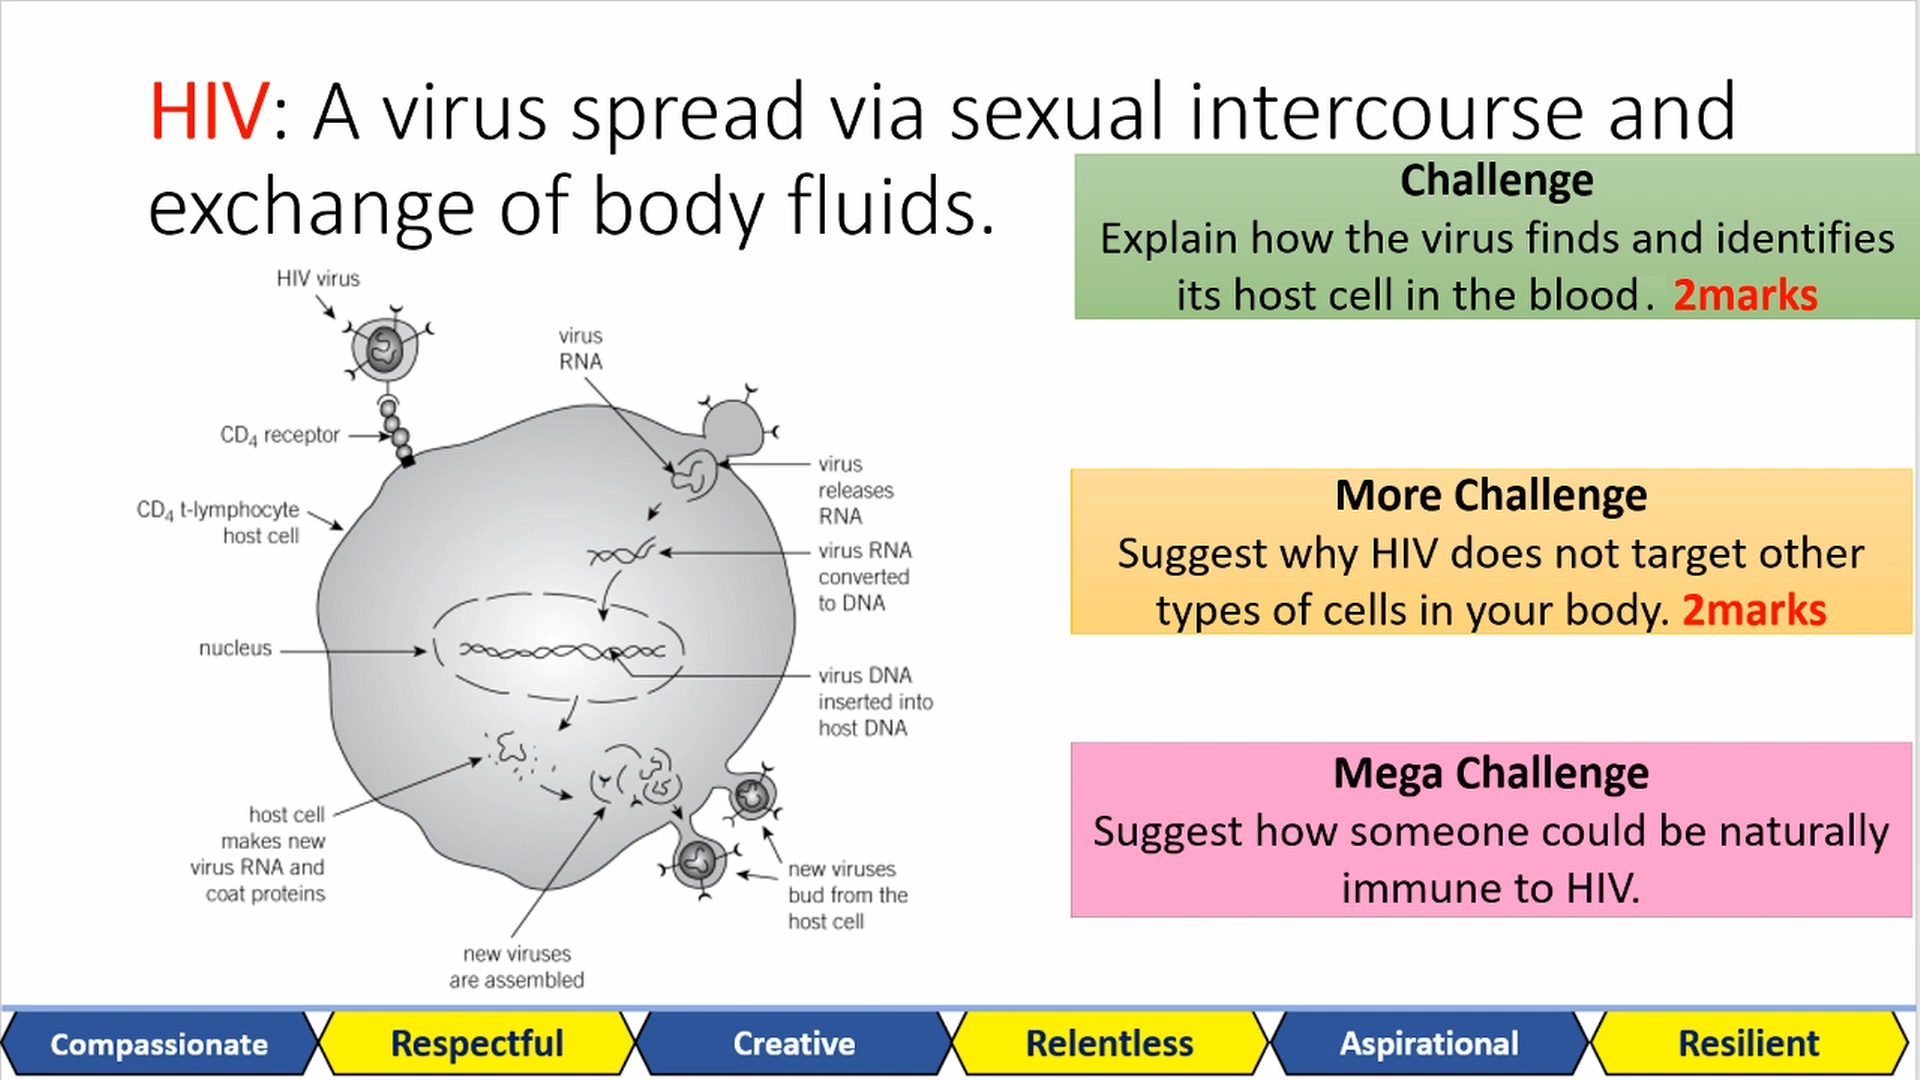 HIV: A virus spread via sexual intercourse and
exchange of body fluids.
Challenge
Explain how the virus finds and identifies
its host cell in the blood. 2marks
More Challenge
Suggest why HIV does not target other
types of cells in your body. 2marks
Mega Challenge
Suggest how someone could be naturally
immune to HIV.
HIV virus
virus
RNA
CD₄ receptor
CD₄ t-lymphocyte
host cell
nucleus
host cell
makes new
virus RNA and
coat proteins
new viruses
are assembled
virus
releases
RNA
virus RNA
converted
to DNA
virus DNA
inserted into
host DNA
new viruses
bud from the
host cell
Compassionate
Respectful
Creative
Relentless
Aspirational
Resilient